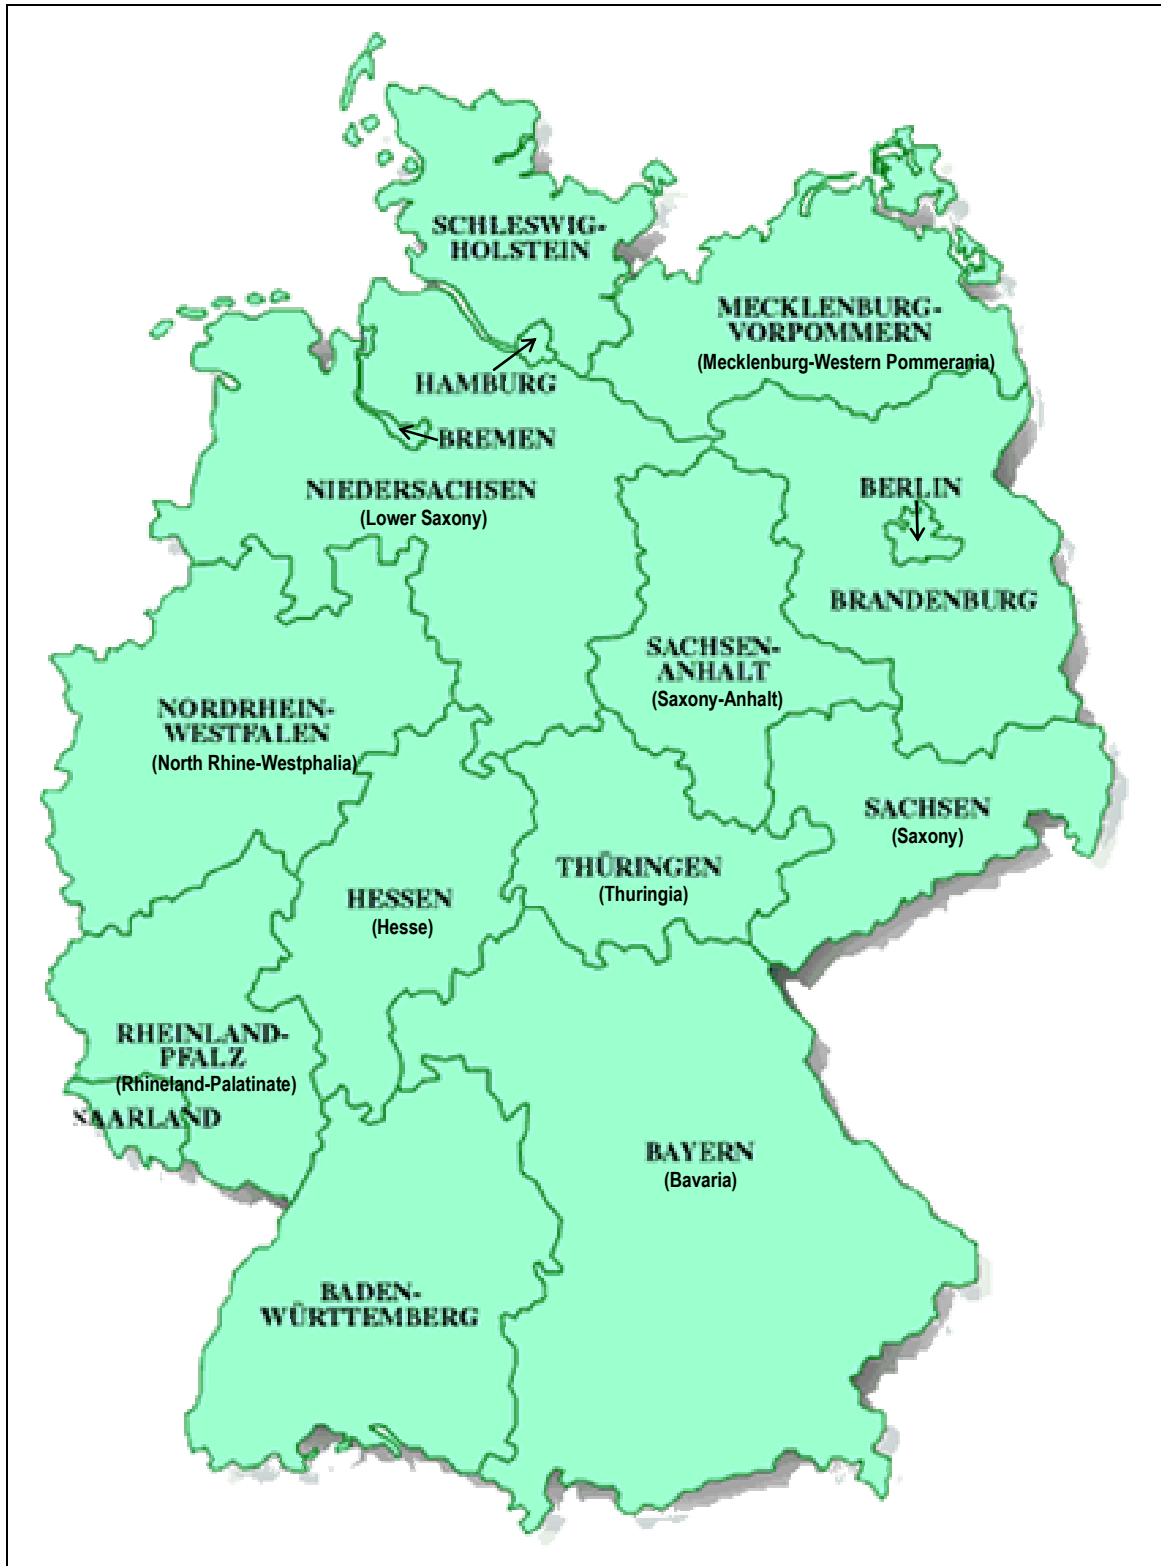 SCHLESWIG-
HOLSTEIN
MECKLENBURG-
VORPOMMERN
(Mecklenburg-Western Pommerania)
HAMBURG
BREMEN
NIEDERSACHSEN
(Lower Saxony)
BERLIN
BRANDENBURG
SACHSEN-
ANHALT
(Saxony-Anhalt)
NORDRHEIN-
WESTFALEN
(North Rhine-Westphalia)
SACHSEN
(Saxony)
THÜRINGEN
(Thuringia)
HESSEN
(Hesse)
RHEINLAND-
PFALZ
(Rhineland-Palatinate)
SAARLAND
BAYERN
(Bavaria)
BADEN-
WÜRTTEMBERG